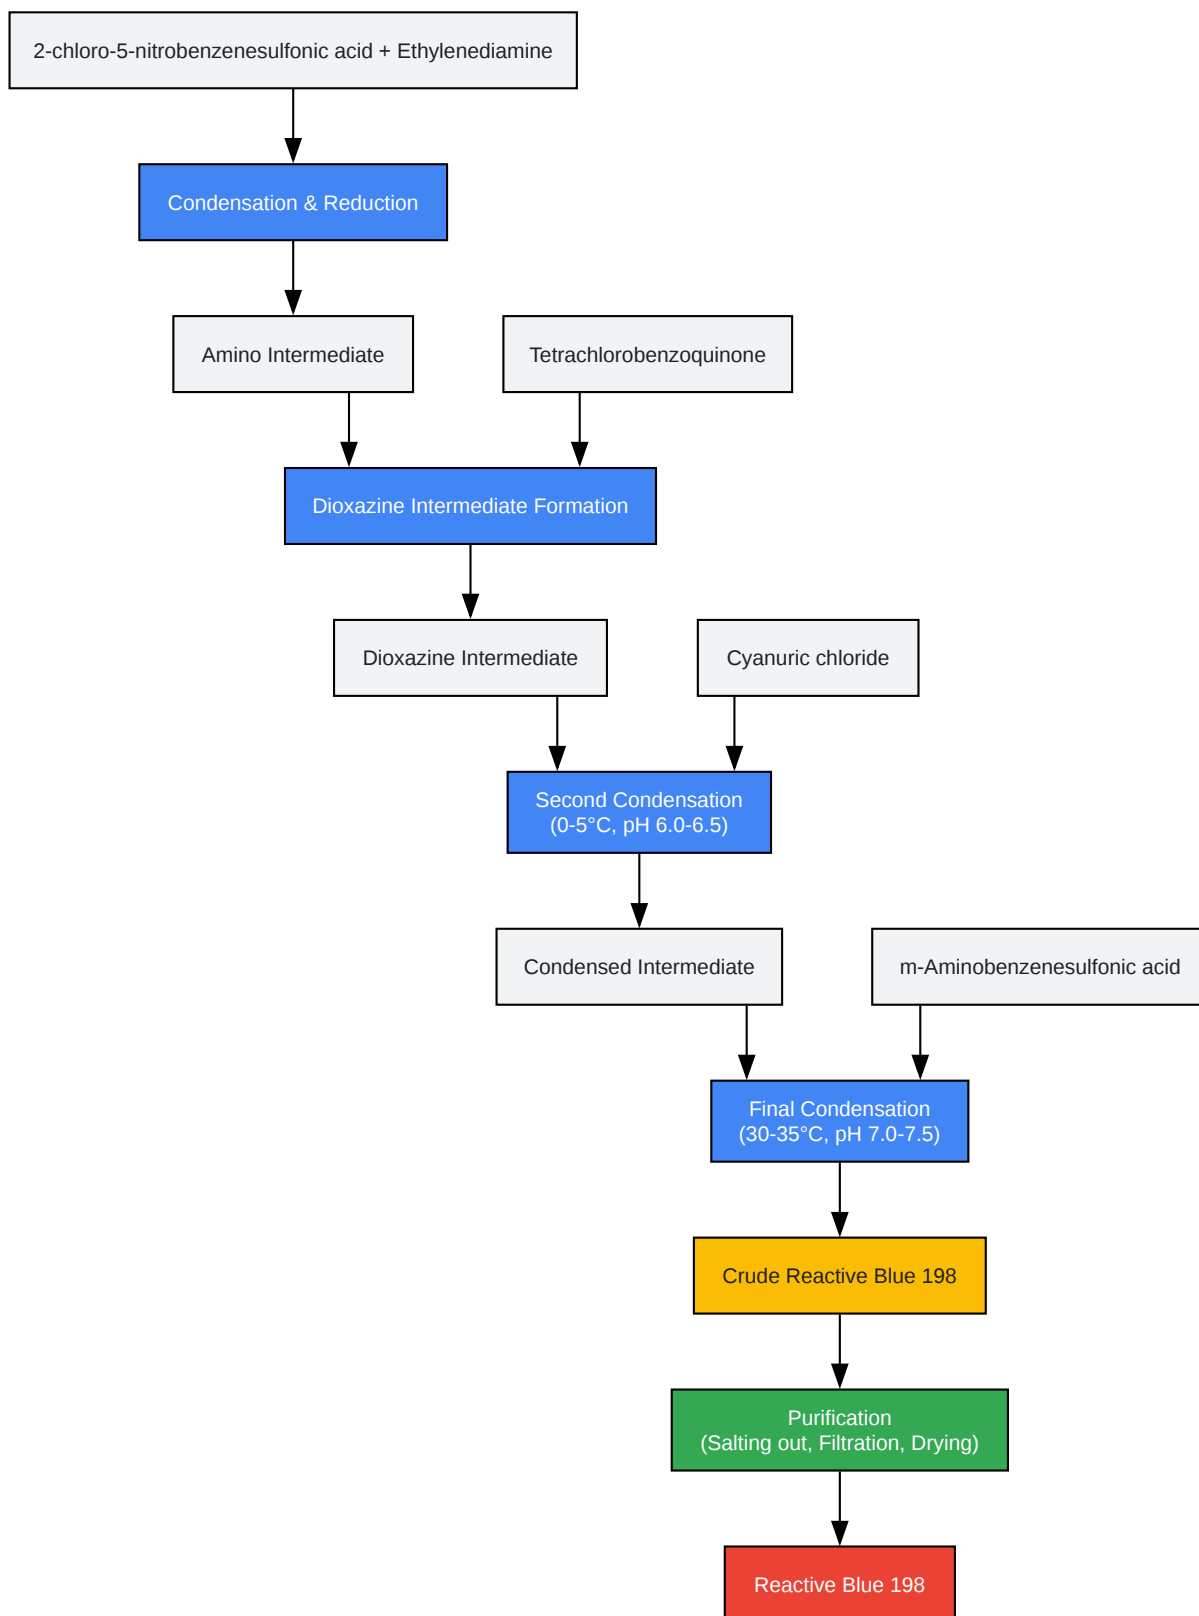 2-chloro-5-nitrobenzenesulfonic acid + Ethylenediamine
Condensation & Reduction
Amino Intermediate
Tetrachlorobenzoquinone
Dioxazine Intermediate Formation
Dioxazine Intermediate
Cyanuric chloride
Second Condensation
(0-5°C, pH 6.0-6.5)
Condensed Intermediate
m-Aminobenzenesulfonic acid
Final Condensation
(30-35°C, pH 7.0-7.5)
Crude Reactive Blue 198
Purification
(Salting out, Filtration, Drying)
Reactive Blue 198